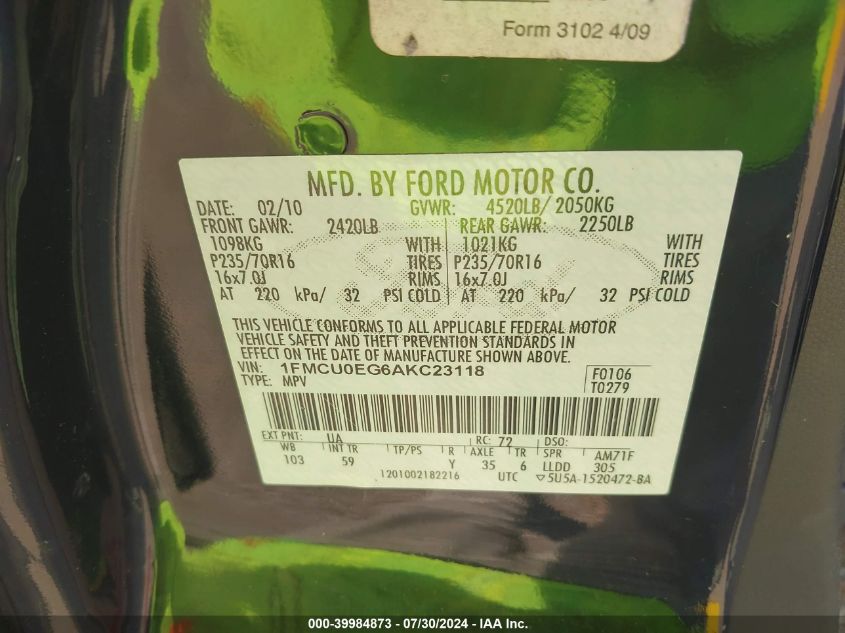 Form 3102 4/09
MFD. BY FORD MOTOR CO.
DATE: 02/10 GVWR: 4520LB/ 2050KG
FRONT GAWR: 2420LB REAR GAWR: 2250LB
1098KG WITH 1021KG WITH
P235/70R16 TIRES P235/70R16 TIRES
16x7.0J RIMS 16x7.0J RIMS
AT 220 kPa/ 32 PSI COLD AT 220 kPa/ 32 PSI COLD
THIS VEHICLE CONFORMS TO ALL APPLICABLE FEDERAL MOTOR
VEHICLE SAFETY AND THEFT PREVENTION STANDARDS IN
EFFECT ON THE DATE OF MANUFACTURE SHOWN ABOVE.
VIN: 1FMCU0EG6AKC23118 F0106
TYPE: MPV T0279
EXT PNT: UA RC: 72 DSO:
WB INT TR TP/PS R AXLE TR SPR AM71F
103 59 Y 35 6 LLDD 305
1201002182216 UTC ▽5U5A-1520472-BA
000-39984873 / 07/30/2024 - © IAA Inc.